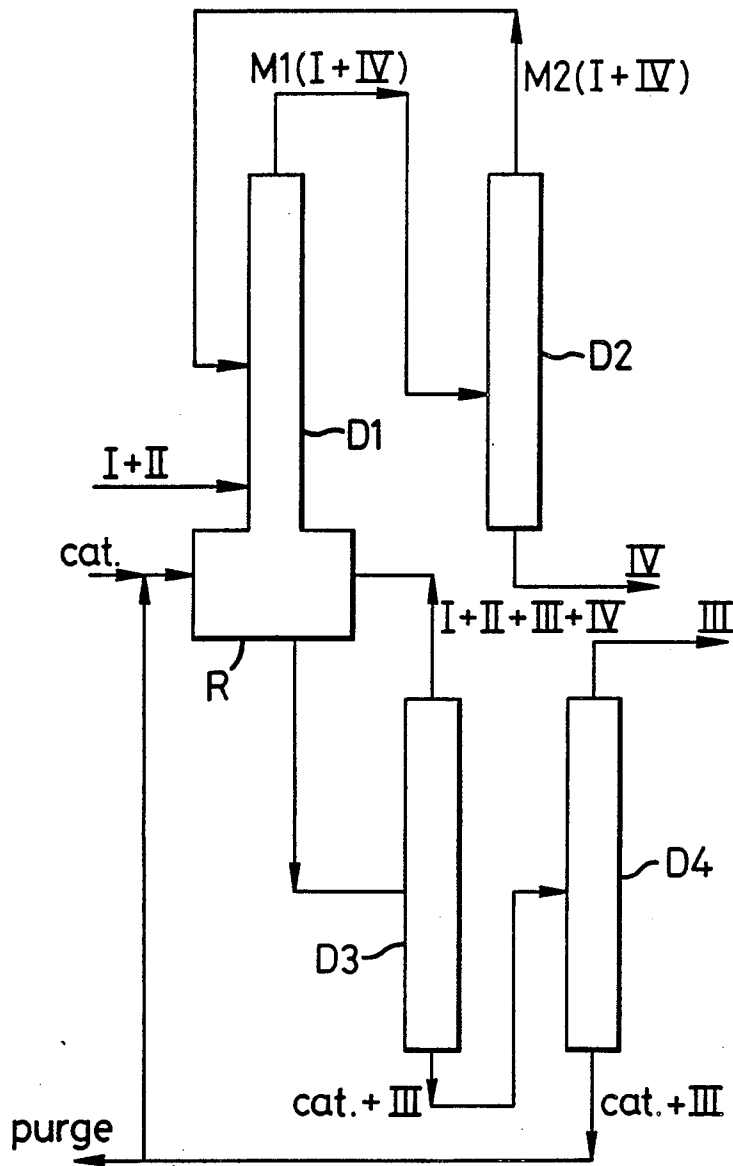 M1(I+IV)
M2(I+IV)
D2
D1
I+II
cat.
IV
I+II+III+IV
III
R
D4
D3
cat.+III
cat.+III
purge